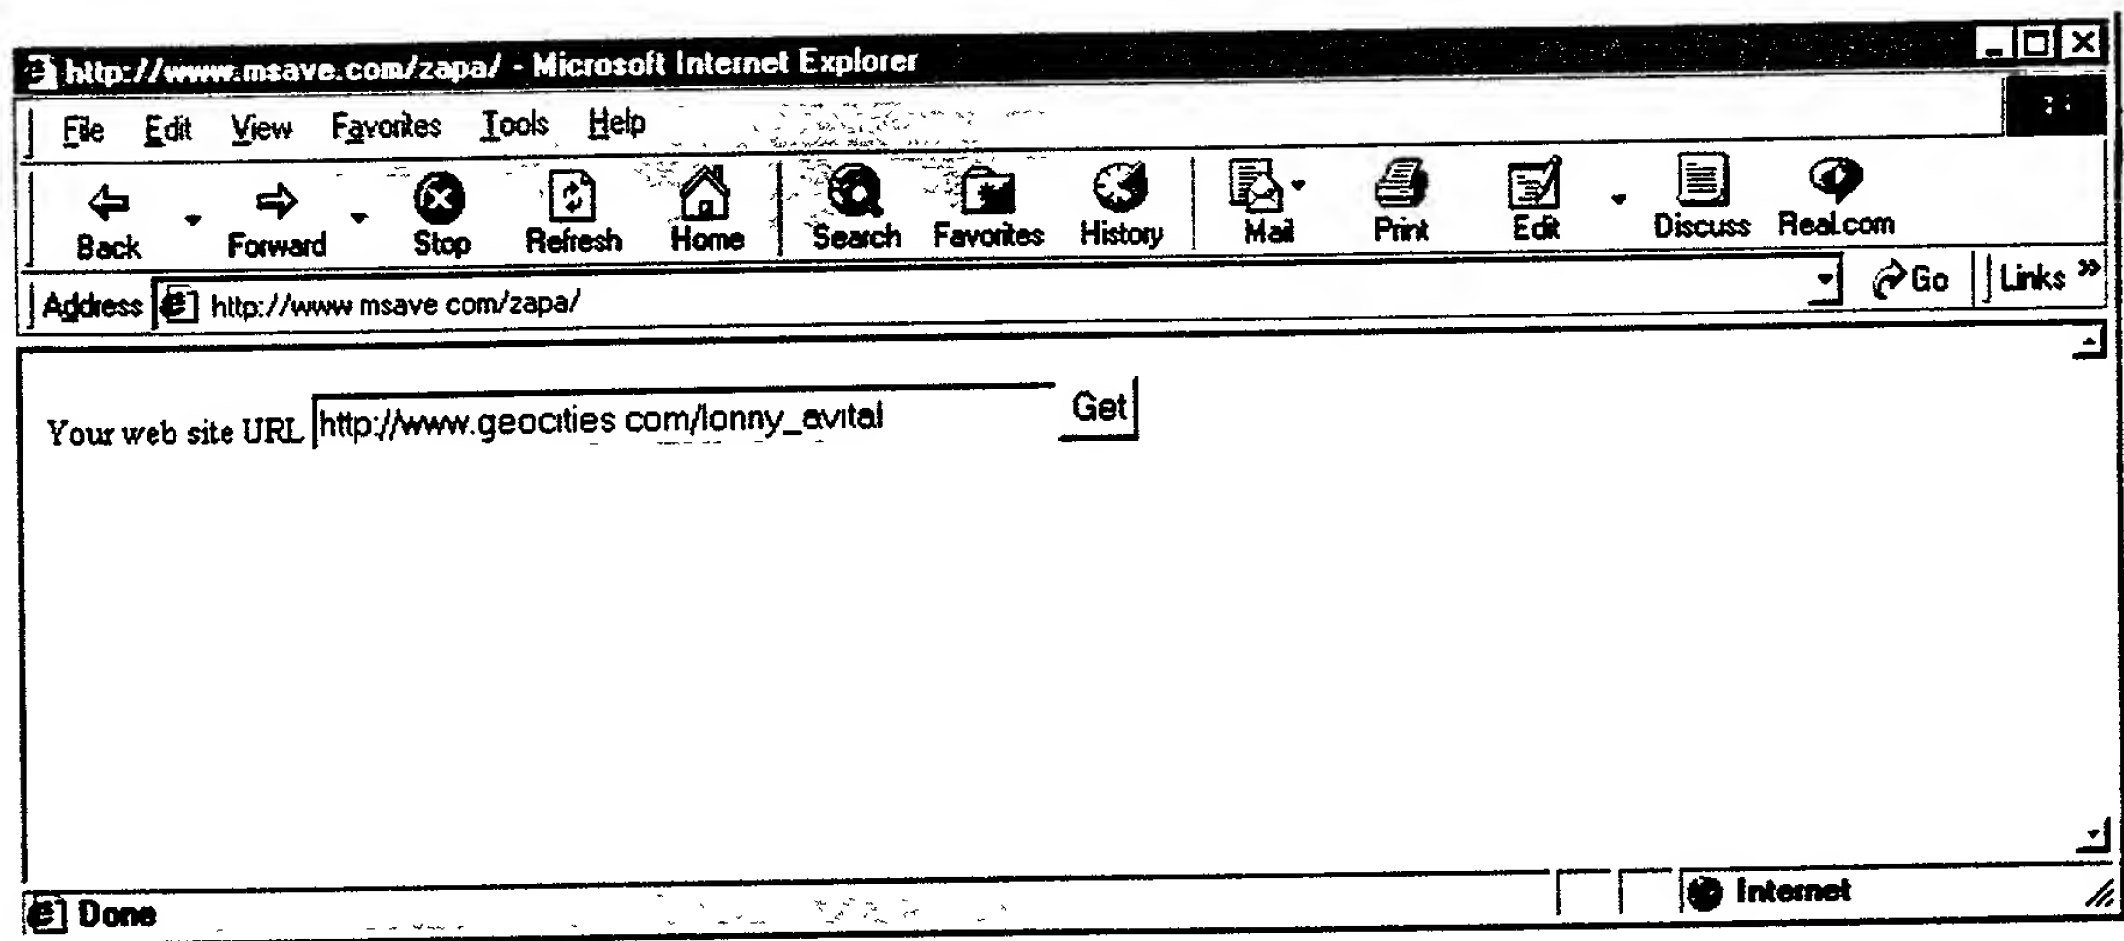 http://www.msave.com/zapa/ - Microsoft Internet Explorer
File Edit View Favorites Tools Help
Back Forward Stop Refresh Home Search Favorites History Mail Print Edit Discuss Real.com
Address http://www msave com/zapa/ Go Links »
Your web site URL http://www.geocities com/lonny_avital Get
Done Internet